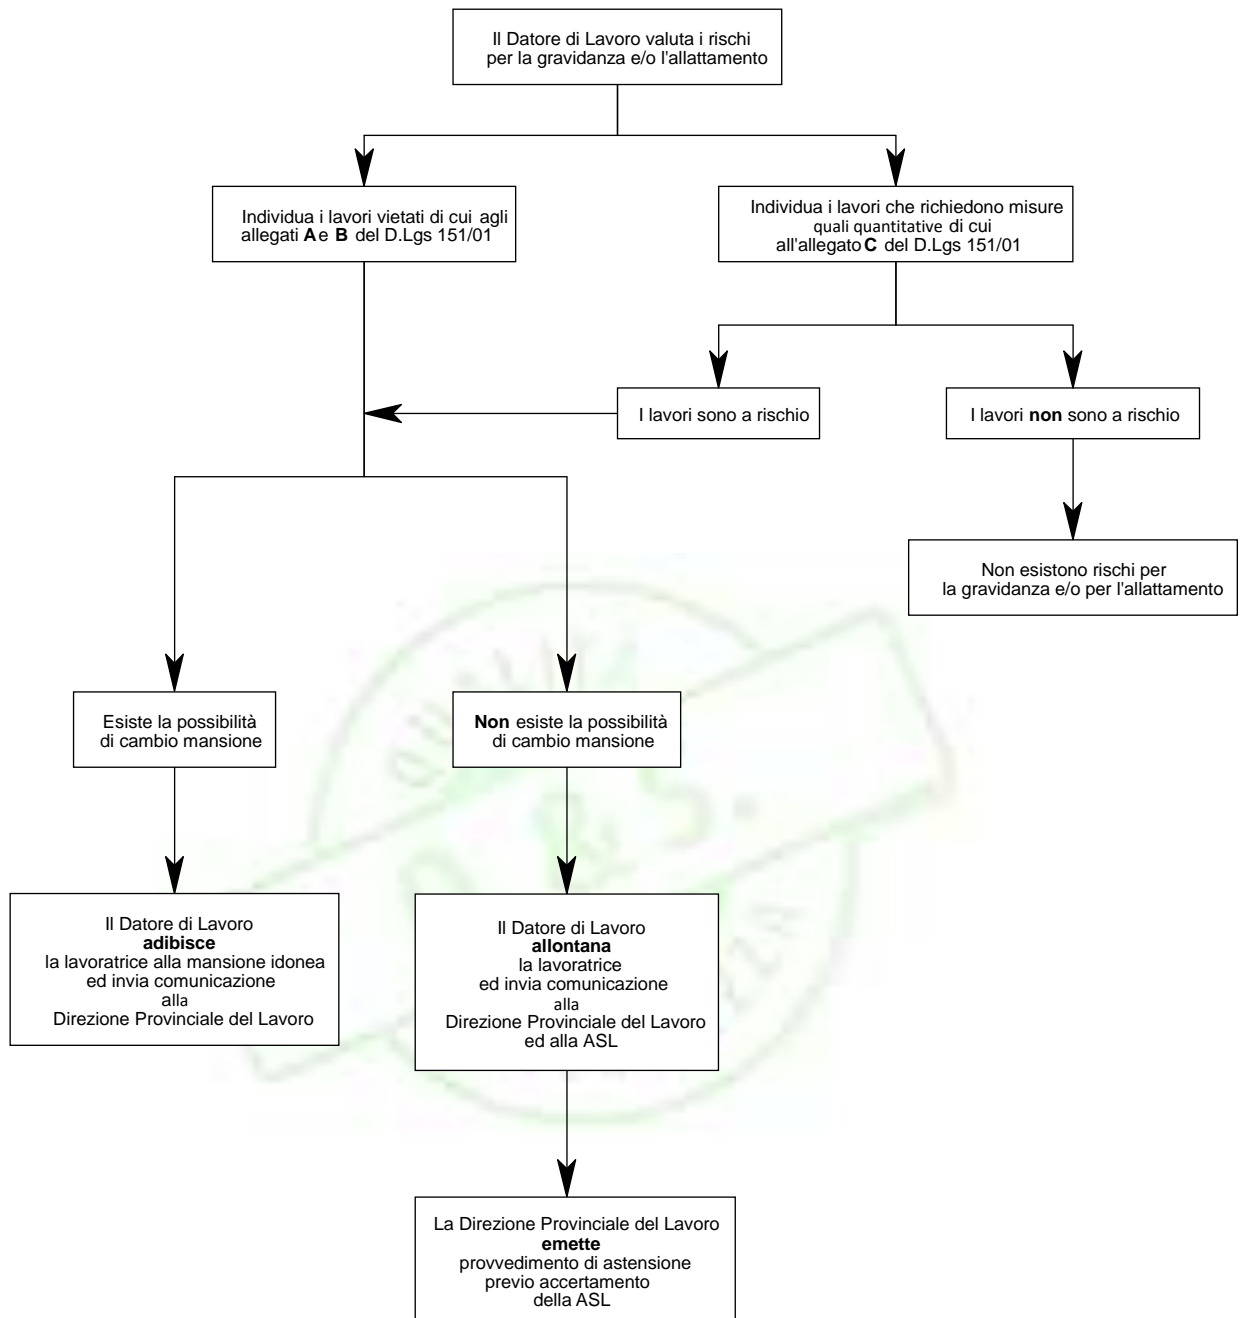 Il Datore di Lavoro valuta i rischi
per la gravidanza e/o l'allattamento
Individua i lavori vietati di cui agli
allegati A e B del D.Lgs 151/01
Individua i lavori che richiedono misure
quali quantitative di cui
all'allegato C del D.Lgs 151/01
I lavori sono a rischio
I lavori non sono a rischio
Non esistono rischi per
la gravidanza e/o per l'allattamento
Esiste la possibilità
di cambio mansione
Non esiste la possibilità
di cambio mansione
Il Datore di Lavoro
adibisce
la lavoratrice alla mansione idonea
ed invia comunicazione
alla
Direzione Provinciale del Lavoro
Il Datore di Lavoro
allontana
la lavoratrice
ed invia comunicazione
alla
Direzione Provinciale del Lavoro
ed alla ASL
La Direzione Provinciale del Lavoro
emette
provvedimento di astensione
previo accertamento
della ASL